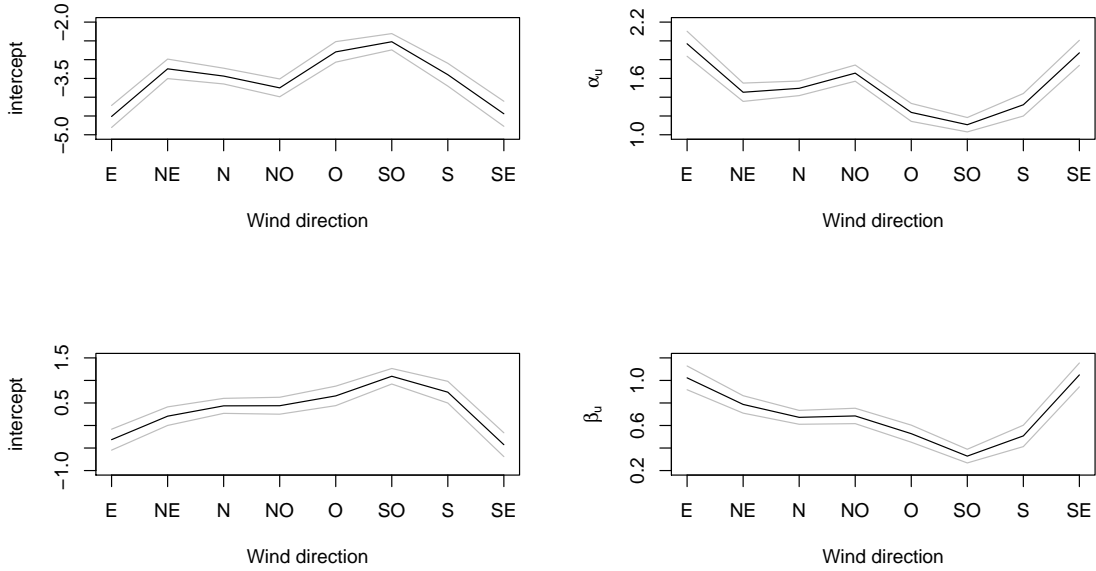 intercept
−2.0
−3.5
−5.0
E NE N NO O SO S SE
Wind direction
αu
2.2
1.6
1.0
E NE N NO O SO S SE
Wind direction
intercept
1.5
0.5
−1.0
E NE N NO O SO S SE
Wind direction
βu
1.0
0.6
0.2
E NE N NO O SO S SE
Wind direction